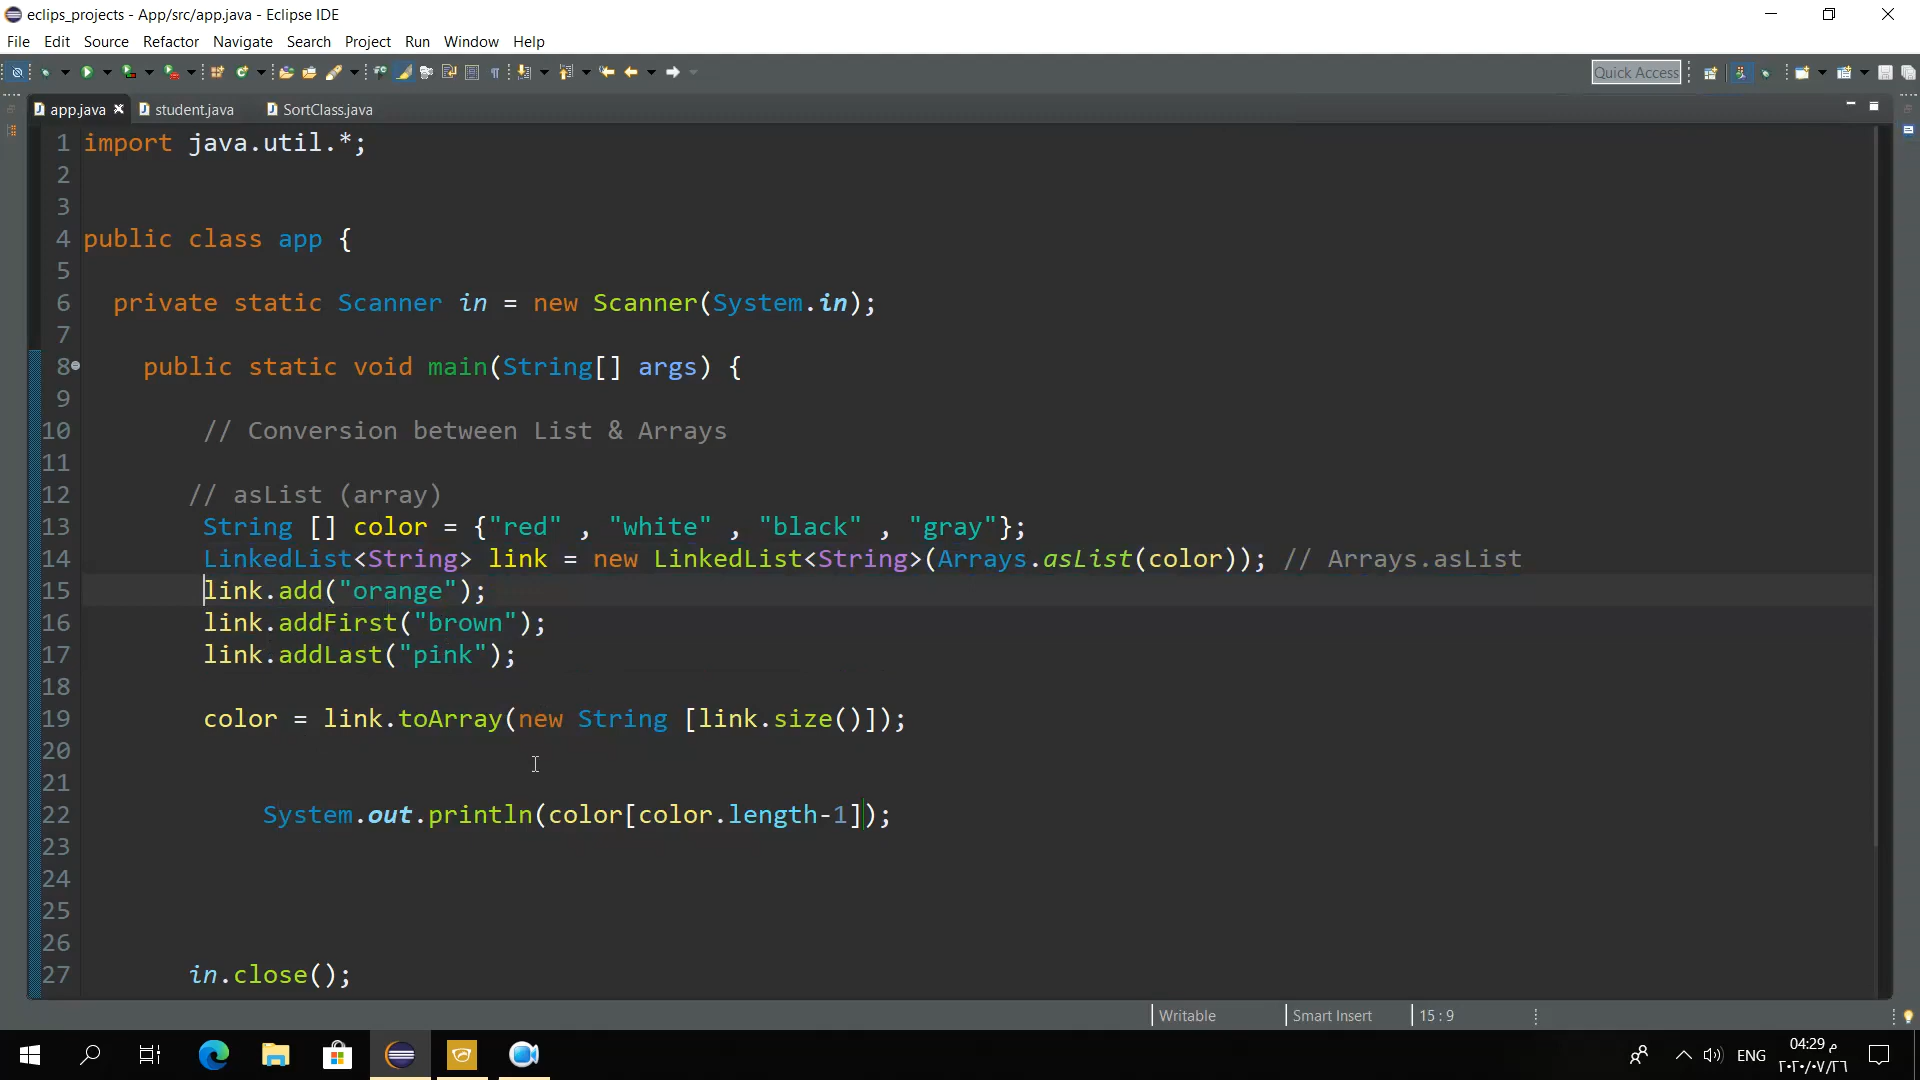 eclips_projects - App/src/app.java - Eclipse IDE
File Edit Source Refactor Navigate Search Project Run Window Help
Quick Access
app.java student.java SortClass.java
1 import java.util.*;
2
3
4 public class app {
5
6 private static Scanner in = new Scanner(System.in);
7
8 public static void main(String[] args) {
9
10 // Conversion between List & Arrays
11
12 // asList (array)
13 String [] color = {"red" , "white" , "black" , "gray"};
14 LinkedList<String> link = new LinkedList<String>(Arrays.asList(color)); // Arrays.asList
15 link.add("orange");
16 link.addFirst("brown");
17 link.addLast("pink");
18
19 color = link.toArray(new String [link.size()]);
20
21
22 System.out.println(color[color.length-1]);
23
24
25
26
27 in.close();
Writable Smart Insert 15 : 9
ENG
04:29 م
٢٠٢٠/٠٧/٢٦